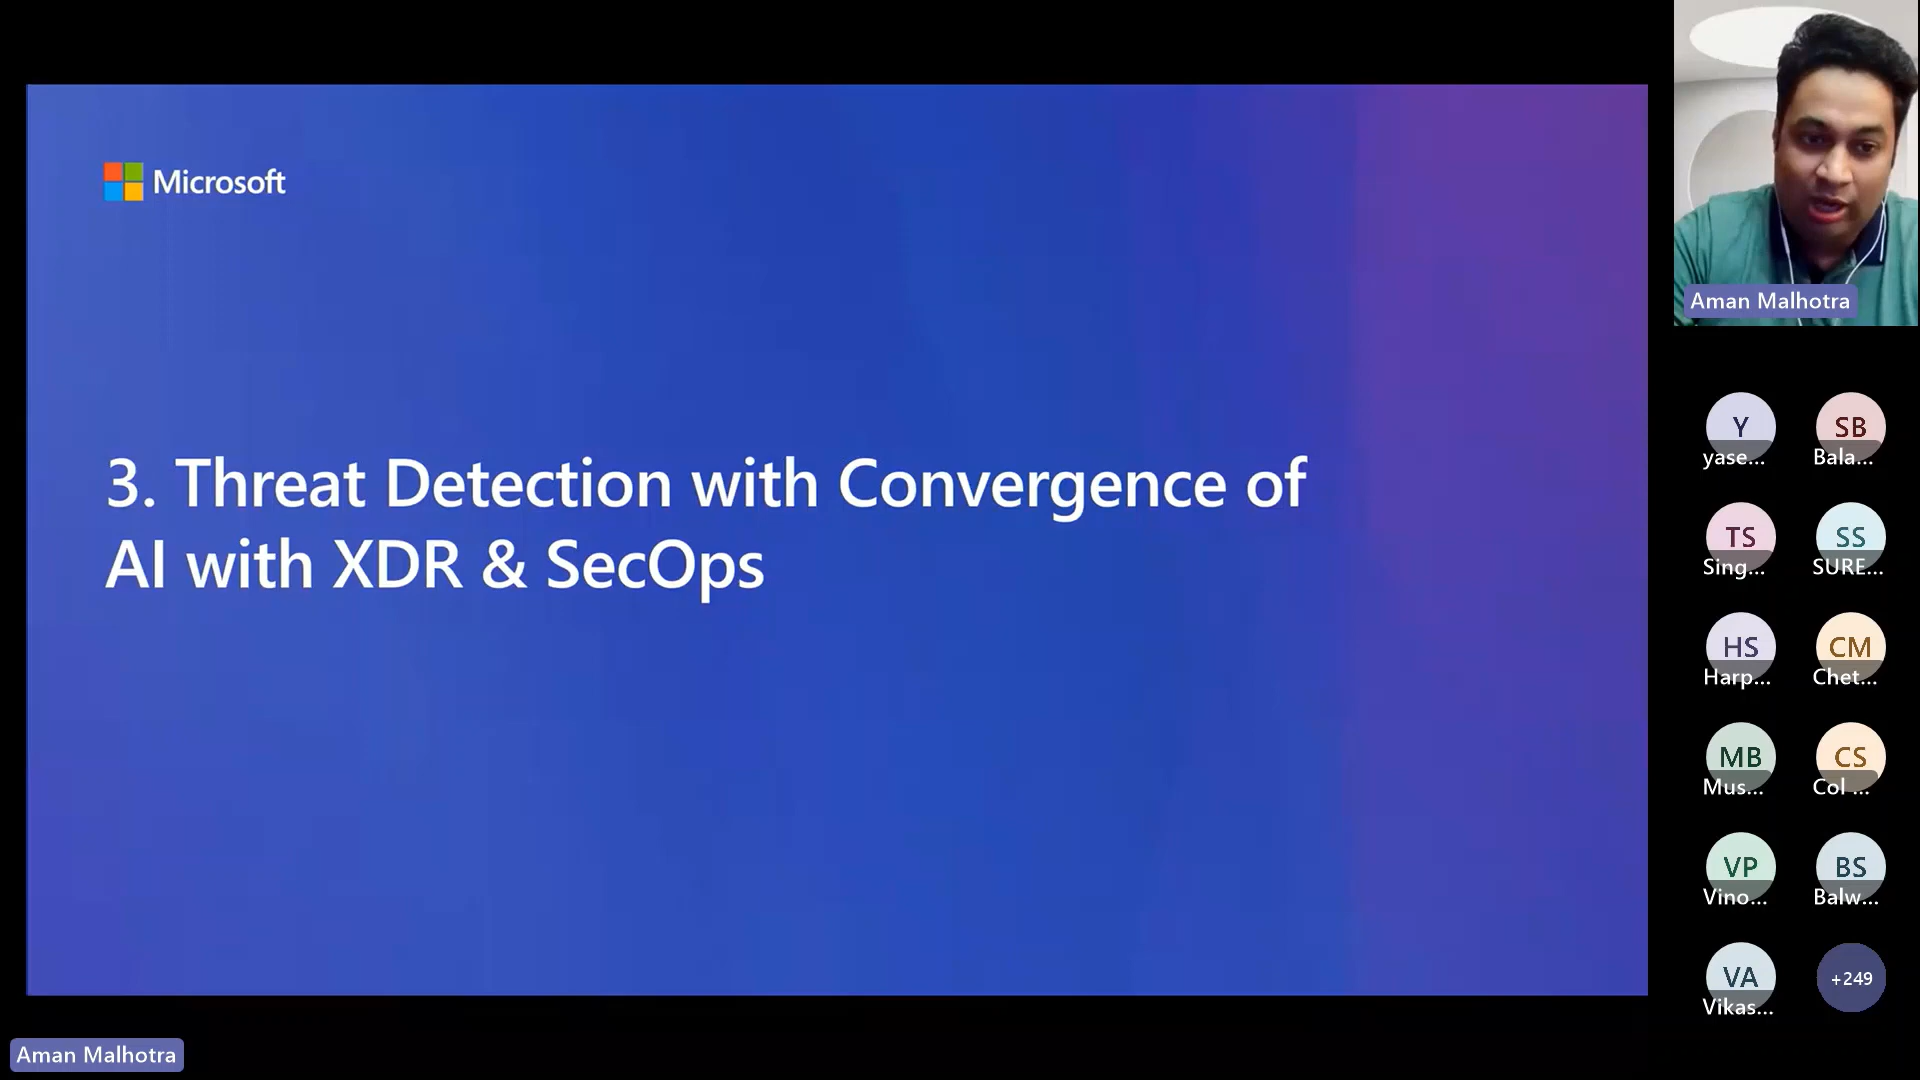 Microsoft
3. Threat Detection with Convergence of
AI with XDR & SecOps
Aman Malhotra
Y
yase...
SB
Bala...
TS
Sing...
SS
SURE...
HS
Harp...
CM
Chet...
MB
Mus...
CS
Col ...
VP
Vino...
BS
Balw...
VA
Vikas...
+249
Aman Malhotra